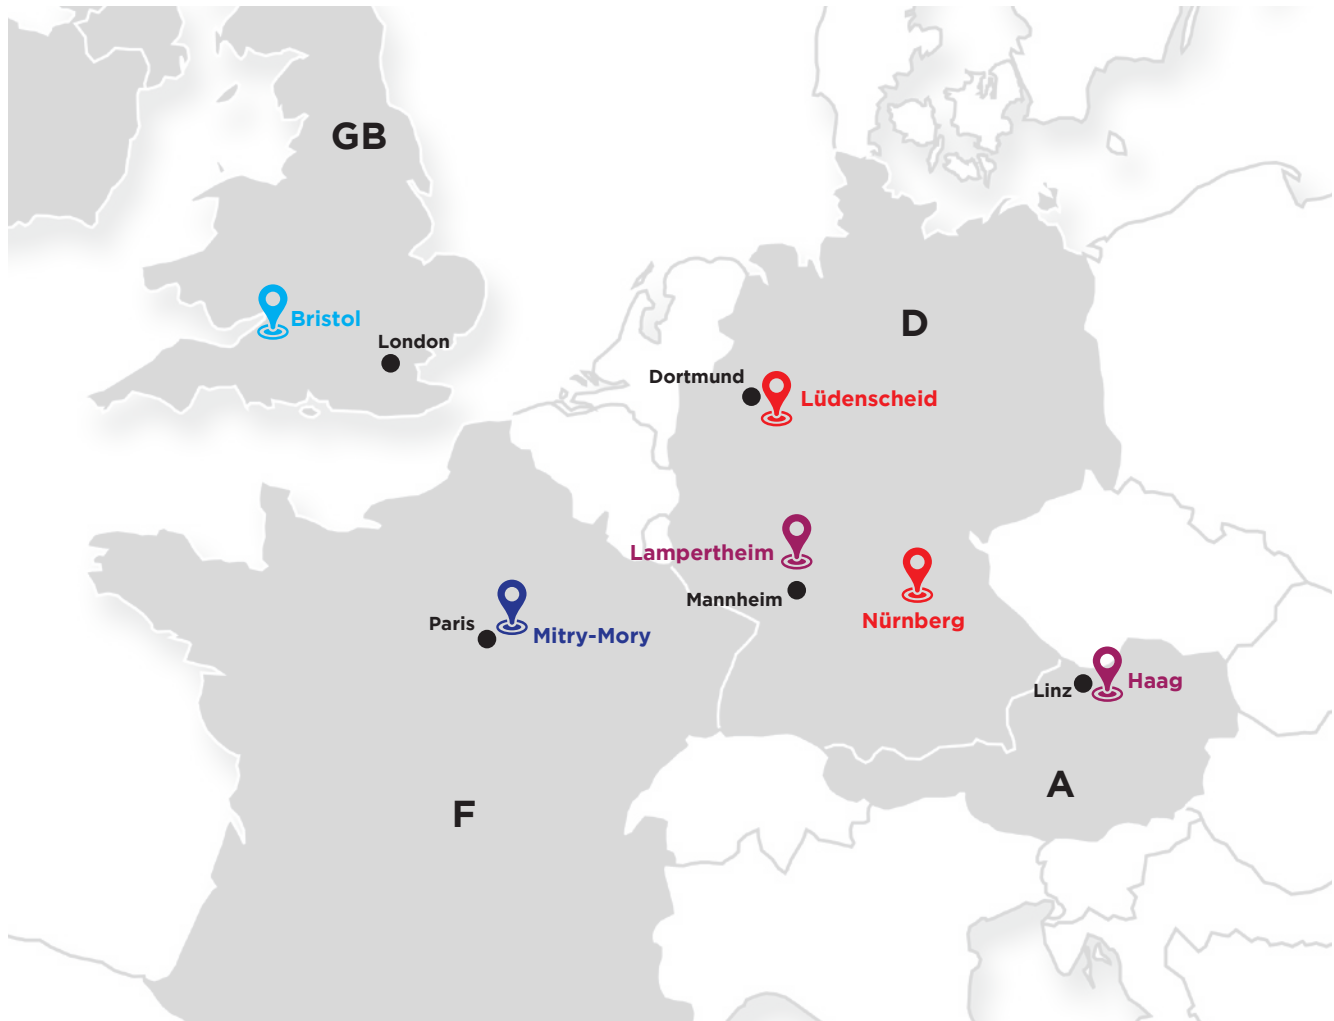 GB
Bristol
London
D
Dortmund
Lüdenscheid
Lampertheim
Mannheim
Nürnberg
Paris
Mitry-Mory
Linz
Haag
A
F